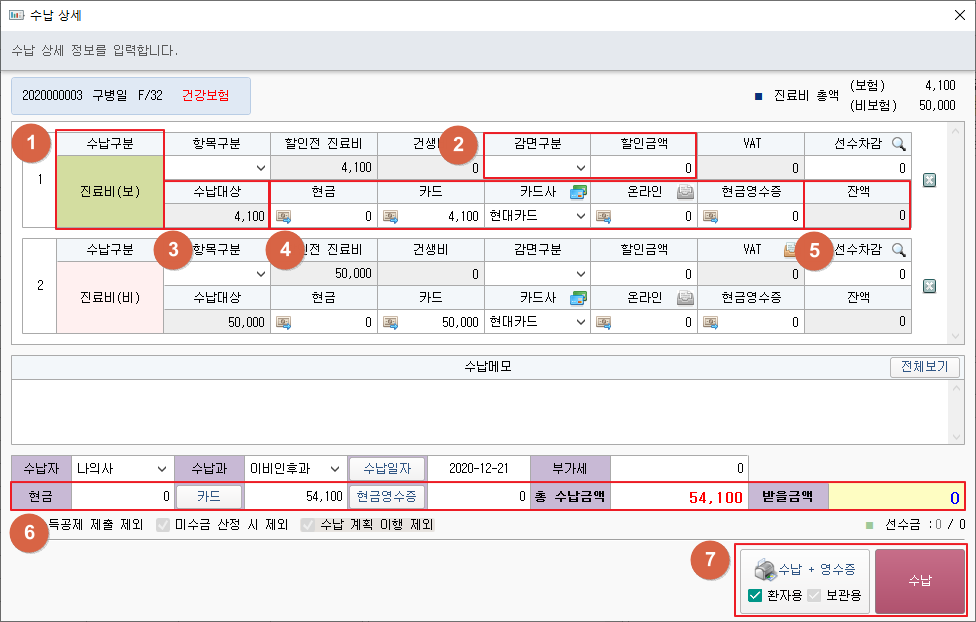 수납 상세
수납 상세 정보를 입력합니다.
2020000003 구병일 F/32 건강보험
■ 진료비 총액 (보험) 4,100
(비보험) 50,000
1 2
수납구분 항목구분 할인전 진료비 건생 감면구분 할인금액 VAT 선수차감
1 진료비(보) 4,100 0 0 0 0
수납대상 현금 카드 카드사 온라인 현금영수증 잔액
4,100 0 4,100 현대카드 0 0 0
3 4 5
수납구분 항목구분 인전 진료비 건생비 감면구분 할인금액 VAT 선수차감
2 진료비(비) 50,000 0 0 0 0
수납대상 현금 카드 카드사 온라인 현금영수증 잔액
50,000 0 50,000 현대카드 0 0 0
수납메모 전체보기
수납자 나의사 수납과 이비인후과 수납일자 2020-12-21 부가세 0
현금 0 카드 54,100 현금영수증 0 총 수납금액 54,100 받을금액 0
6 득공제 제출 제외 미수금 산정 시 제외 수납 계획 이행 제외 ■ 선수금 :0 / 0
7
수납 + 영수증 수납
환자용 보관용